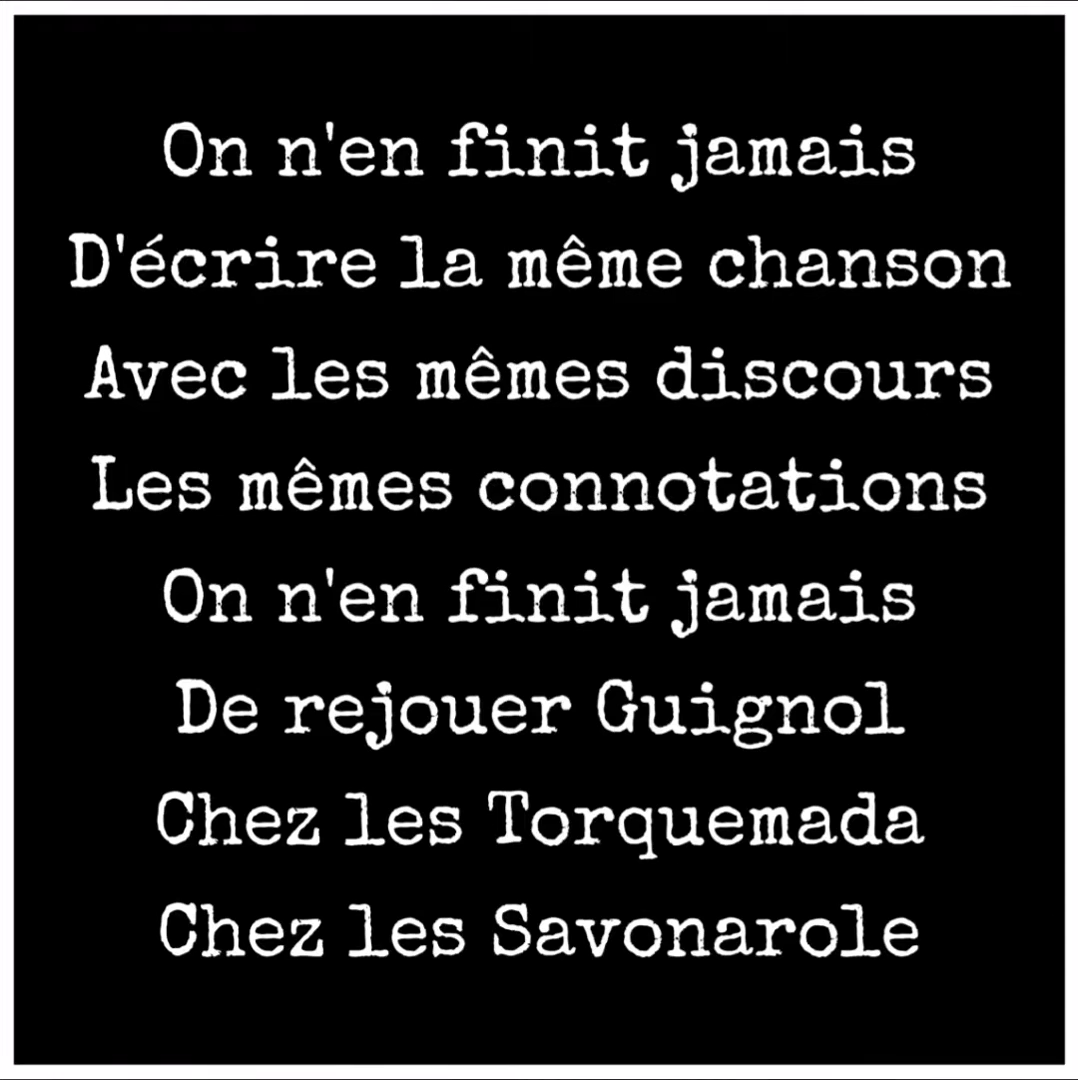 On n'en finit jamais
D'écrire la même chanson
Avec les mêmes discours
Les mêmes connotations
On n'en finit jamais
De rejouer Guignol
Chez les Torquemada
Chez les Savonarole